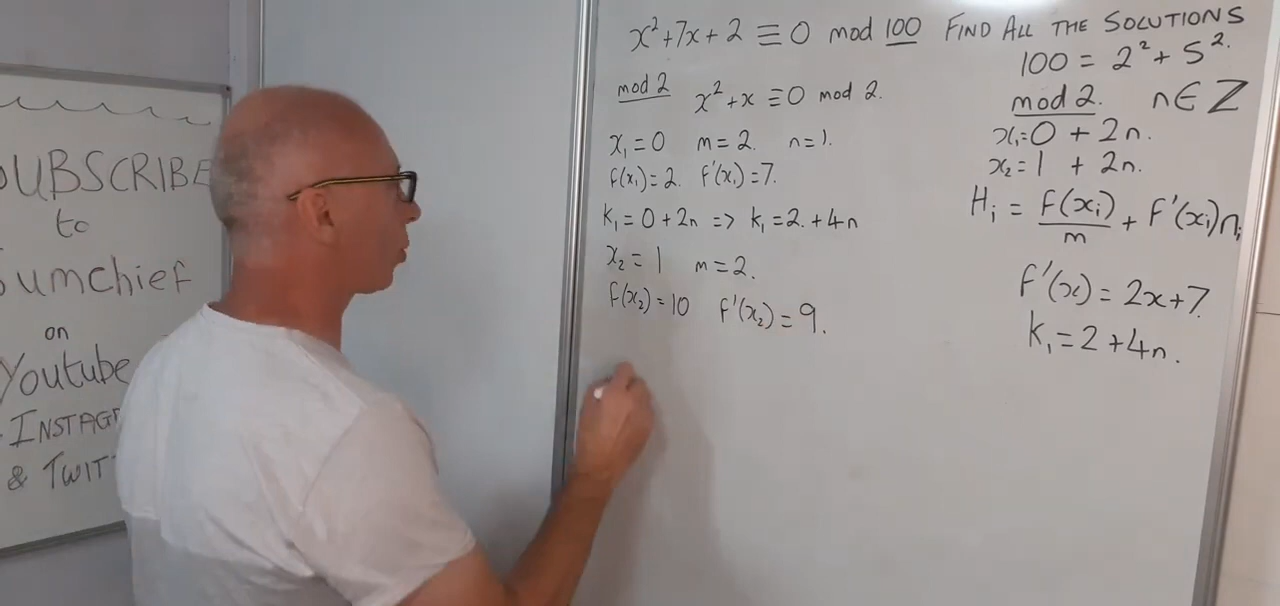 SUBSCRIBE
to
Sumchief
on
Youtube
INSTAG
& TWIT
x²+7x+2 ≡ 0 mod 100 FIND ALL THE SOLUTIONS
100 = 2² + 5².
mod 2 x²+x ≡ 0 mod 2.
x₁=0 m=2. n=1.
f(x₁)=2. f'(x₁)=7.
k₁=0+2n => k₁=2.+4n
x₂=1 m=2.
f(x₂)=10 f'(x₂)=9.
mod 2. n∈Z
x₁=0 + 2n.
x₂=1 + 2n.
Hᵢ = f(xᵢ)/m + f'(xᵢ)nᵢ
f'(x)=2x+7.
k₁=2+4n.